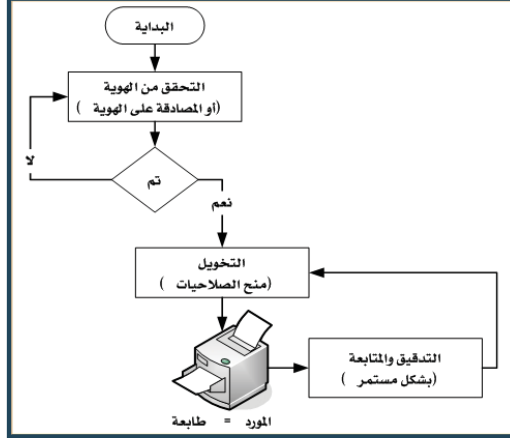 البداية
التحقق من الهوية
(أو المصادقة على الهوية )
تم
لا
نعم
التخويل
(منح الصلاحيات )
التدقيق والمتابعة
(بشكل مستمر )
المورد = طابعة